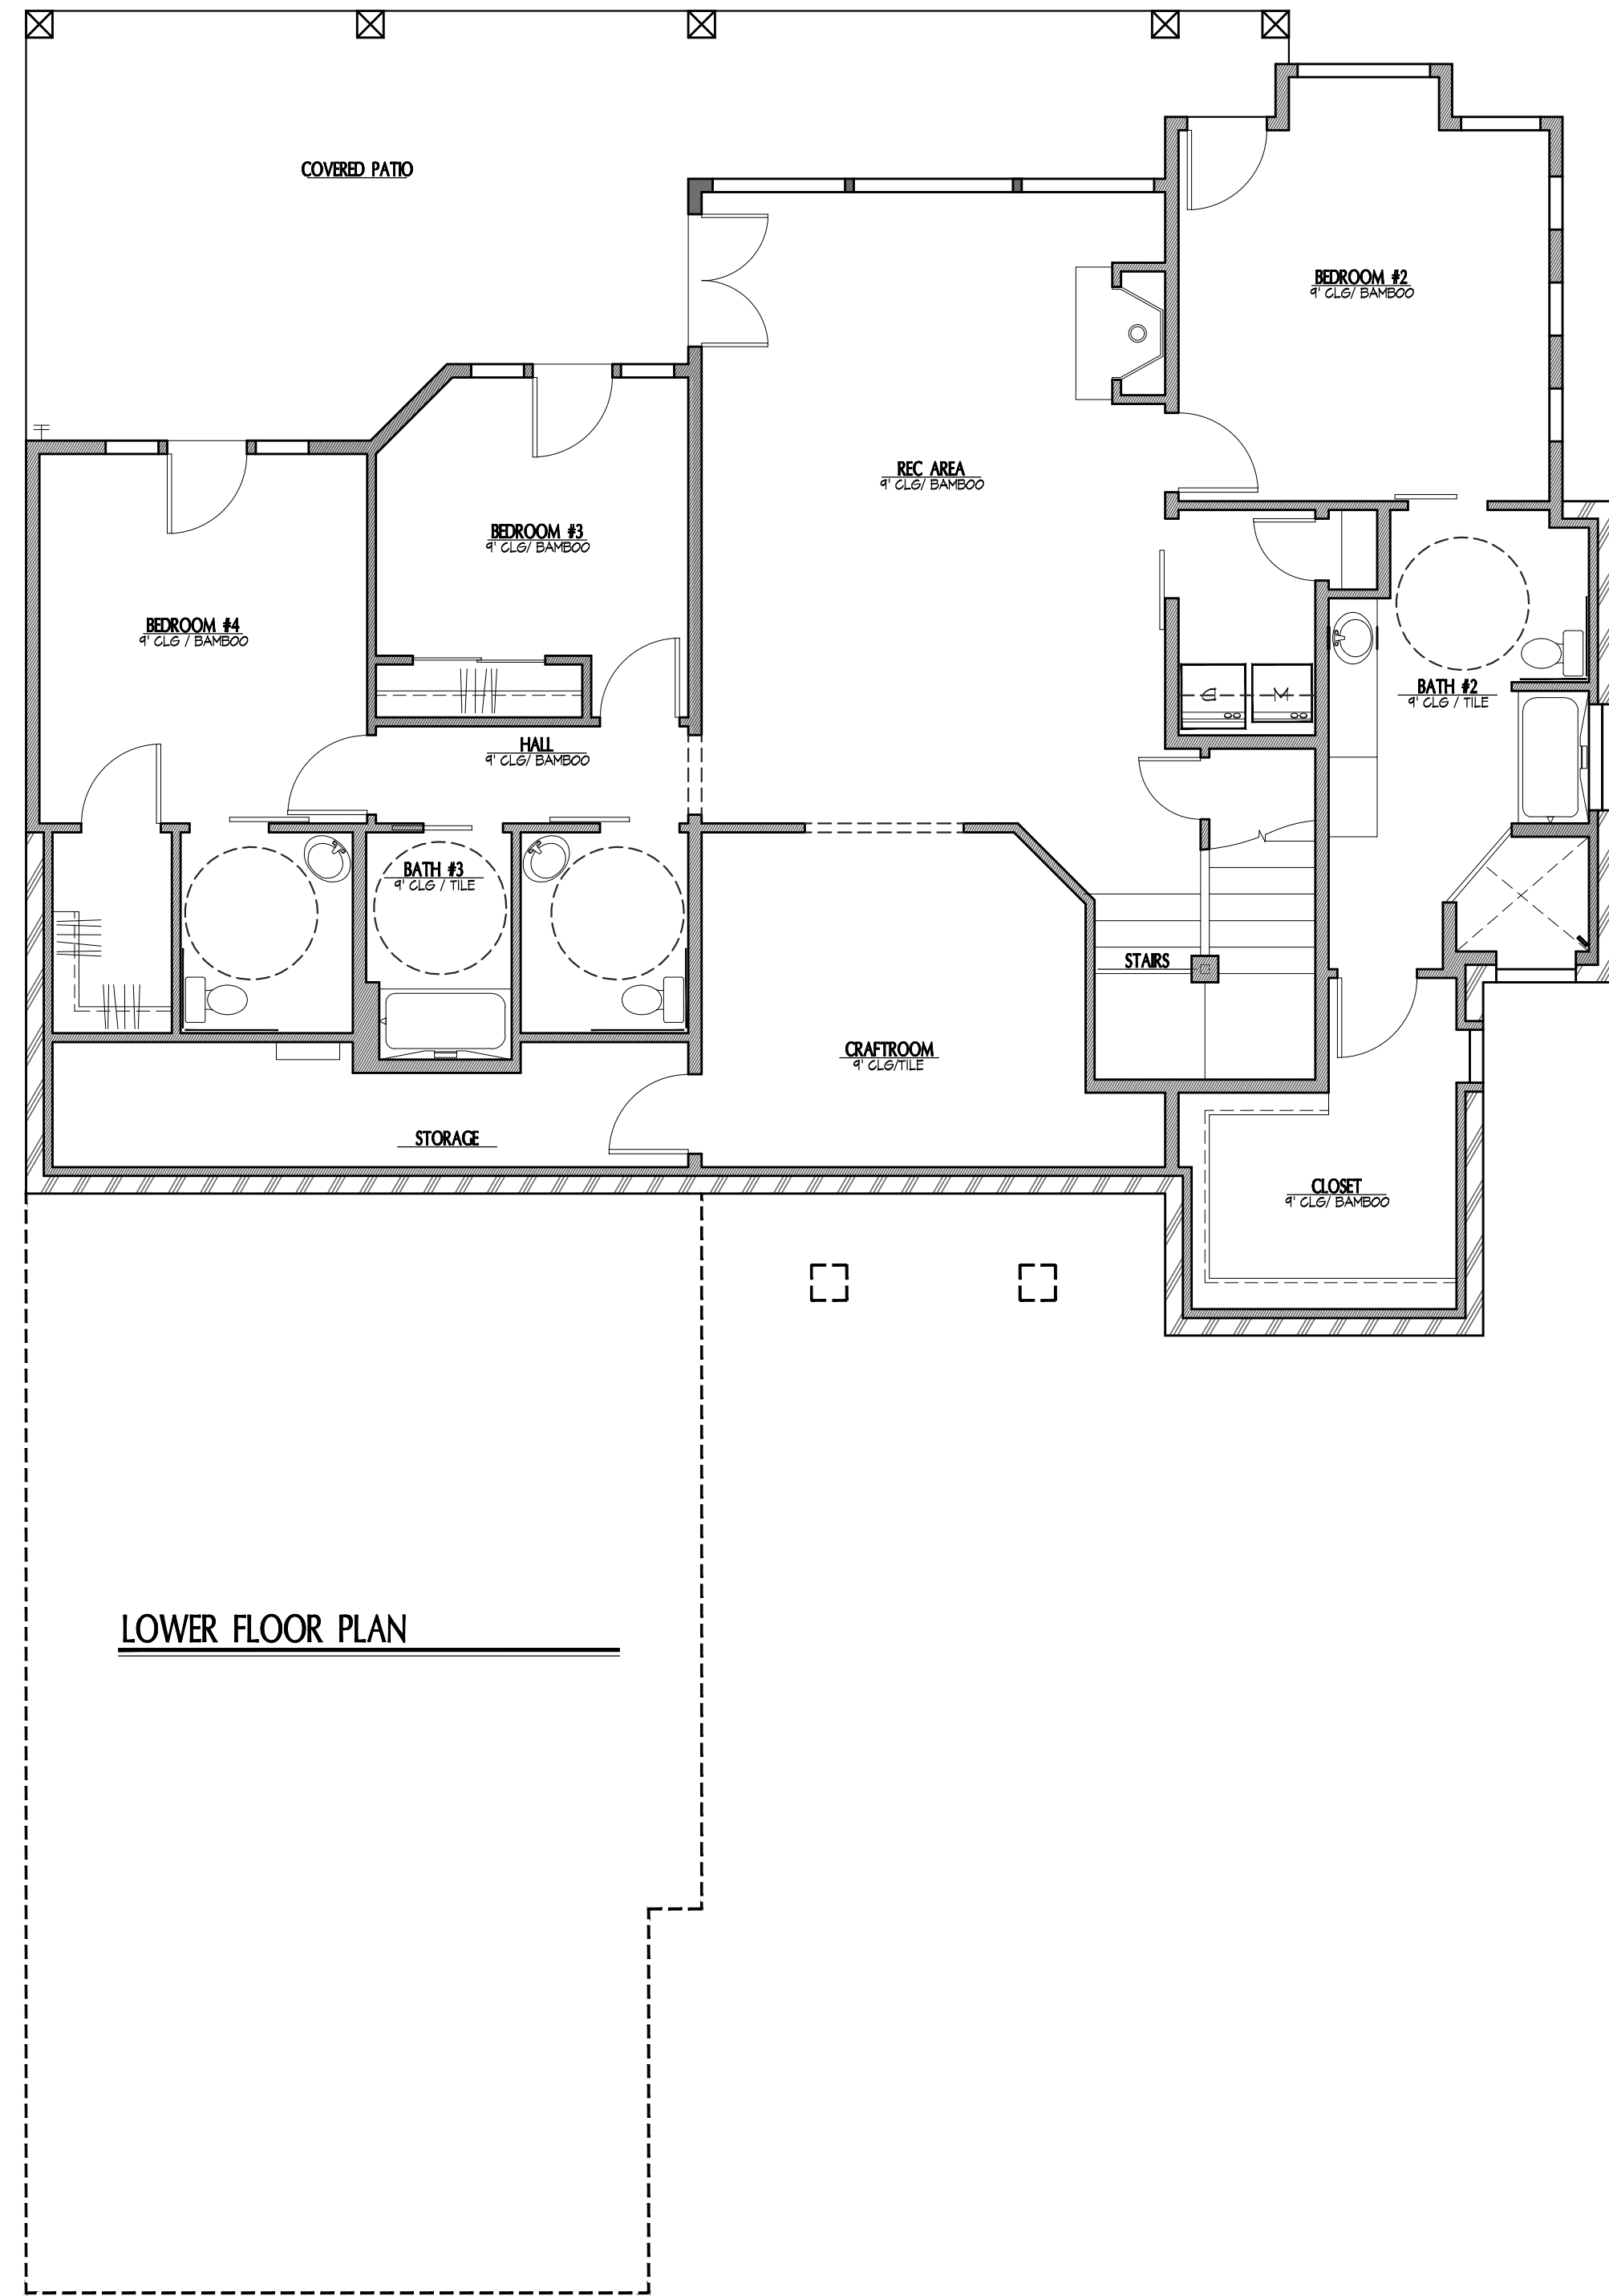 COVERED PATIO
BEDROOM #2
9' CLG/ BAMBOO
REC AREA
9' CLG/ BAMBOO
BEDROOM #3
9' CLG/ BAMBOO
BEDROOM #4
9' CLG / BAMBOO
BATH #2
9' CLG / TILE
D
M
HALL
9' CLG/ BAMBOO
BATH #3
9' CLG / TILE
STAIRS
CRAFTROOM
9' CLG/TILE
STORAGE
CLOSET
9' CLG/ BAMBOO
LOWER FLOOR PLAN